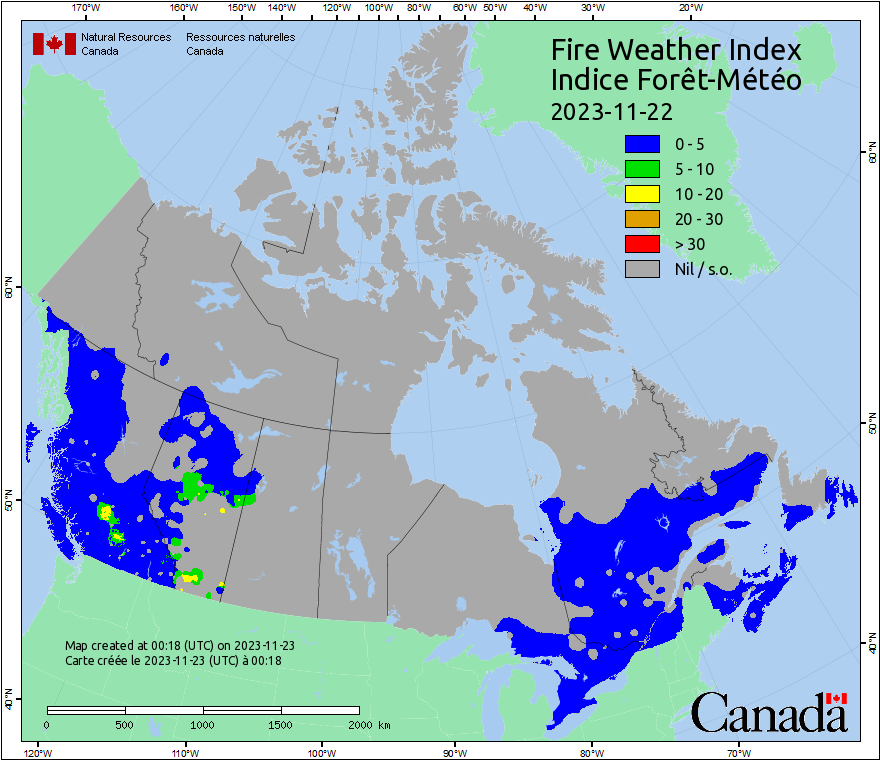 170°W 160°W 150°W 140°W 130°W 120°W 110°W 100°W 90°W 80°W 60°W 50°W 40°W 30°W 20°W
Natural Resources Canada
Ressources naturelles Canada
Fire Weather Index
Indice Forêt-Météo
2023-11-22
0 - 5
5 - 10
10 - 20
20 - 30
> 30
Nil / s.o.
60°N
50°N
40°N
60°N
50°N
40°N
Map created at 00:18 (UTC) on 2023-11-23
Carte créée le 2023-11-23 (UTC) à 00:18
0 500 1000 1500 2000 km
Canada
120°W 110°W 100°W 90°W 80°W 70°W